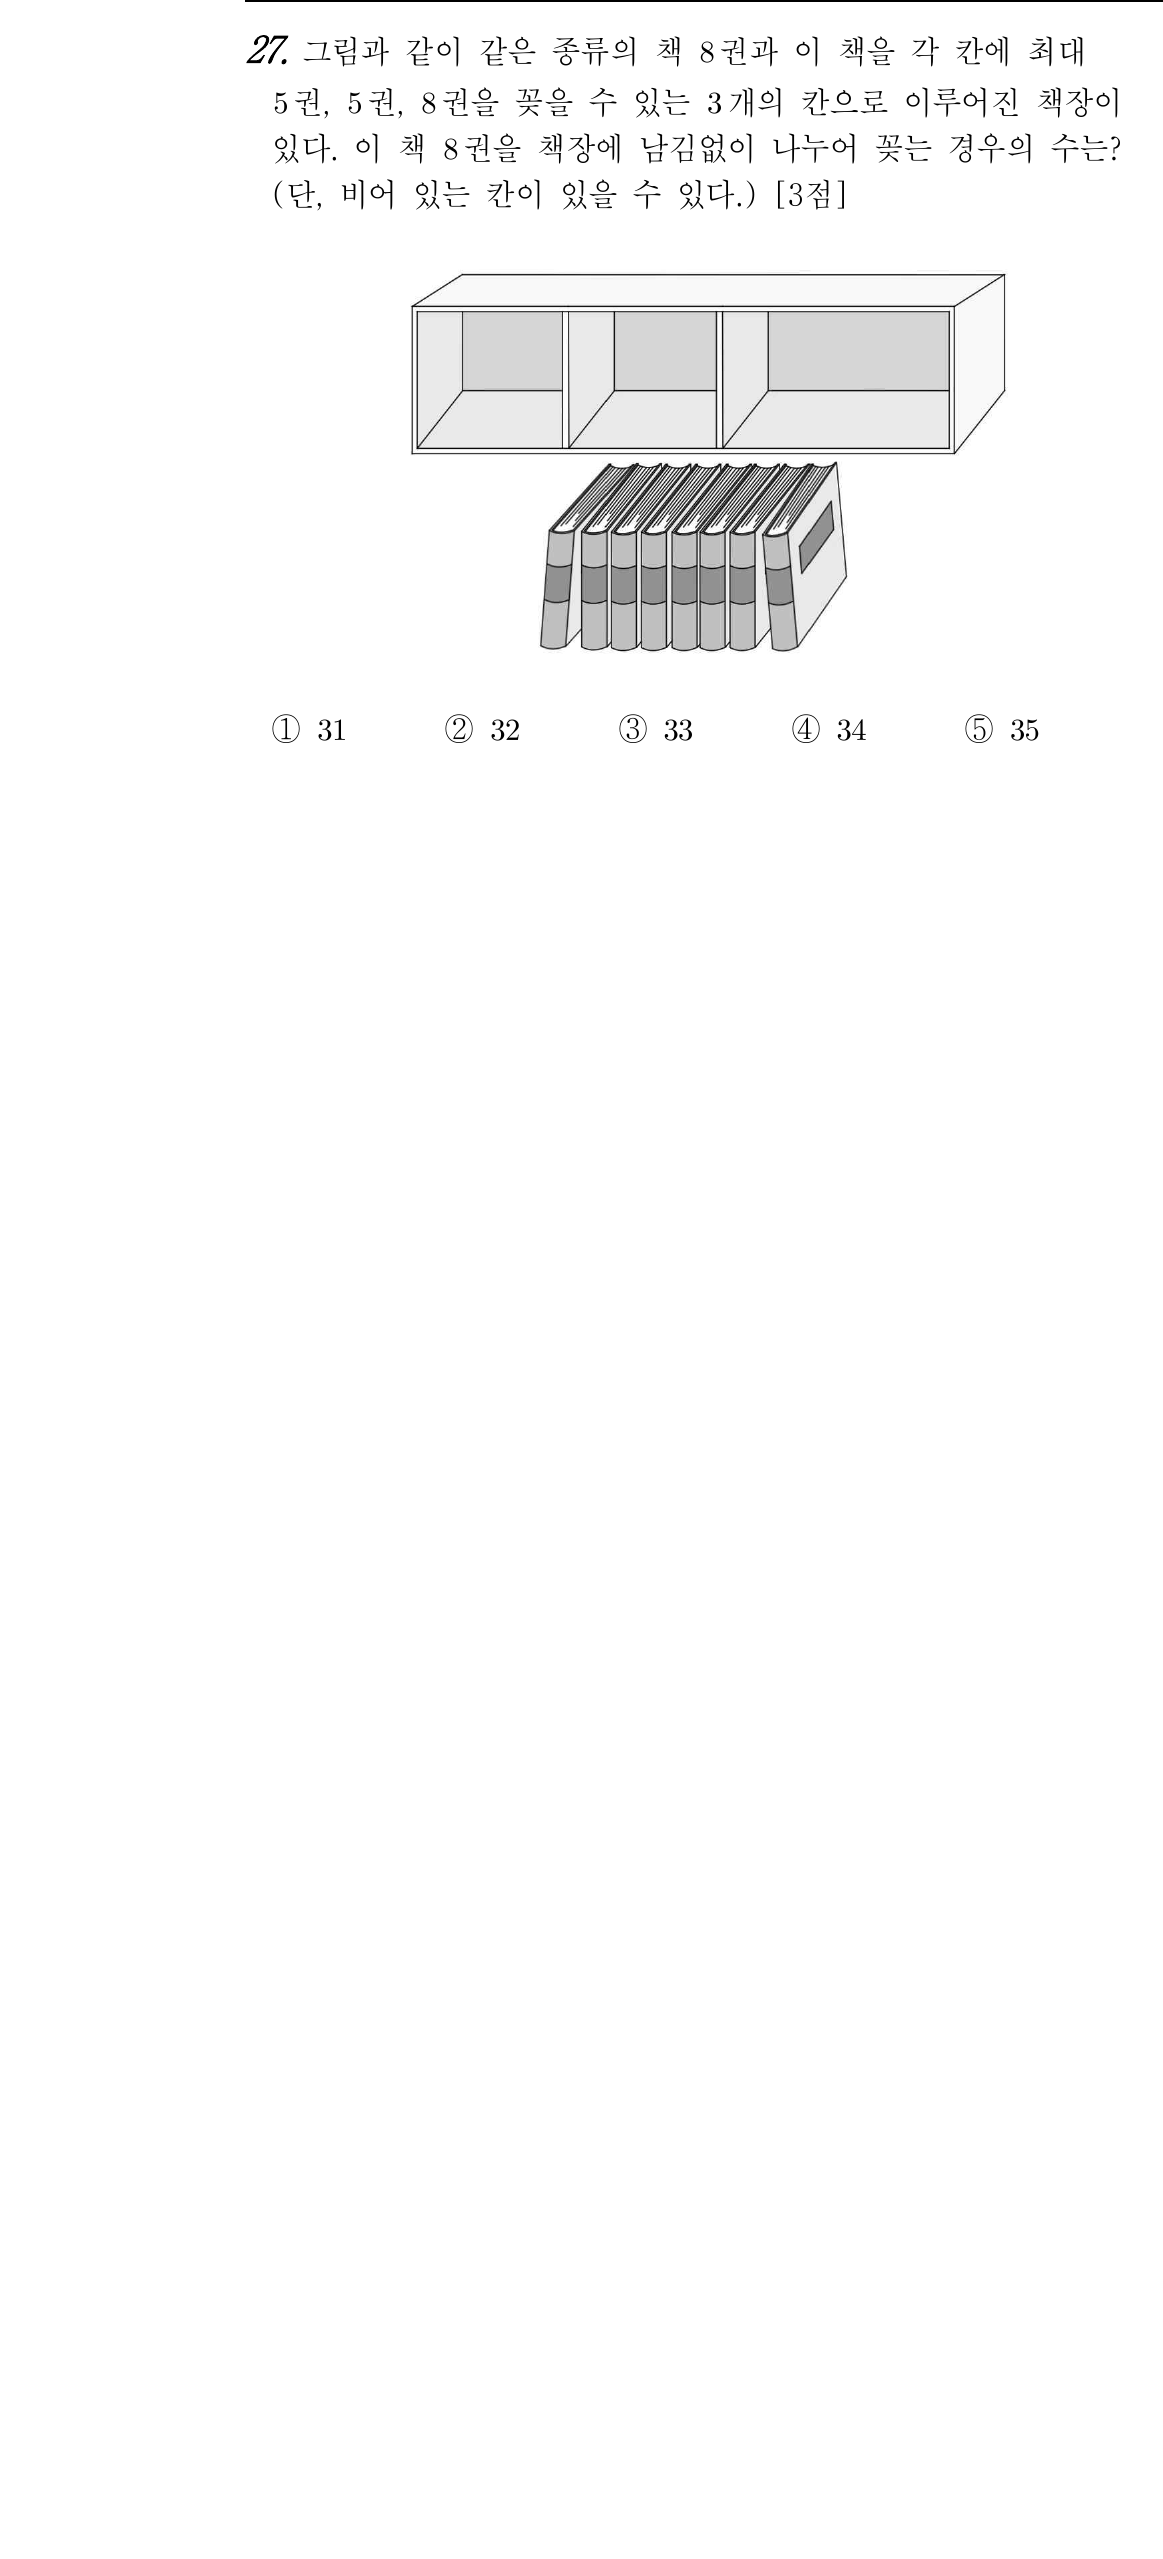 27. 그림과 같이 같은 종류의 책 8권과 이 책을 각 칸에 최대
5권, 5권, 8권을 꽂을 수 있는 3개의 칸으로 이루어진 책장이
있다. 이 책 8권을 책장에 남김없이 나누어 꽂는 경우의 수는?
(단, 비어 있는 칸이 있을 수 있다.) [3점]
① 31 ② 32 ③ 33 ④ 34 ⑤ 35